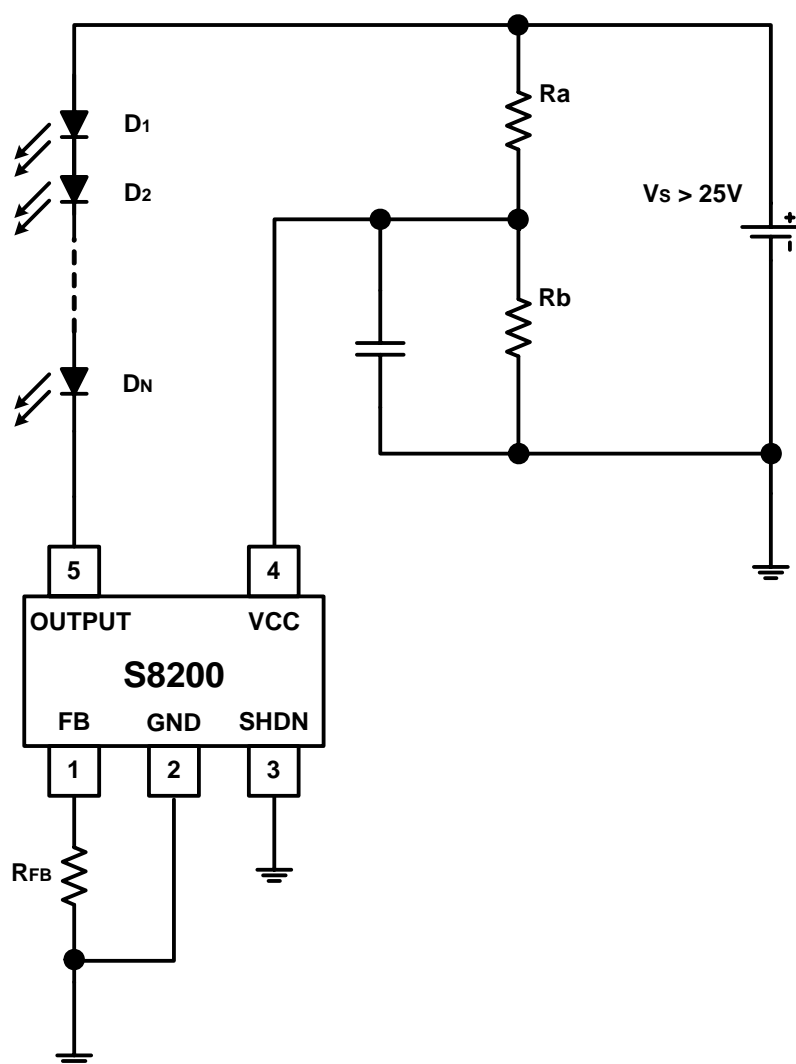 Ra
D1
D2
VS > 25V
+
Rb
DN
5
4
OUTPUT
VCC
S8200
FB
GND
SHDN
1
2
3
RFB